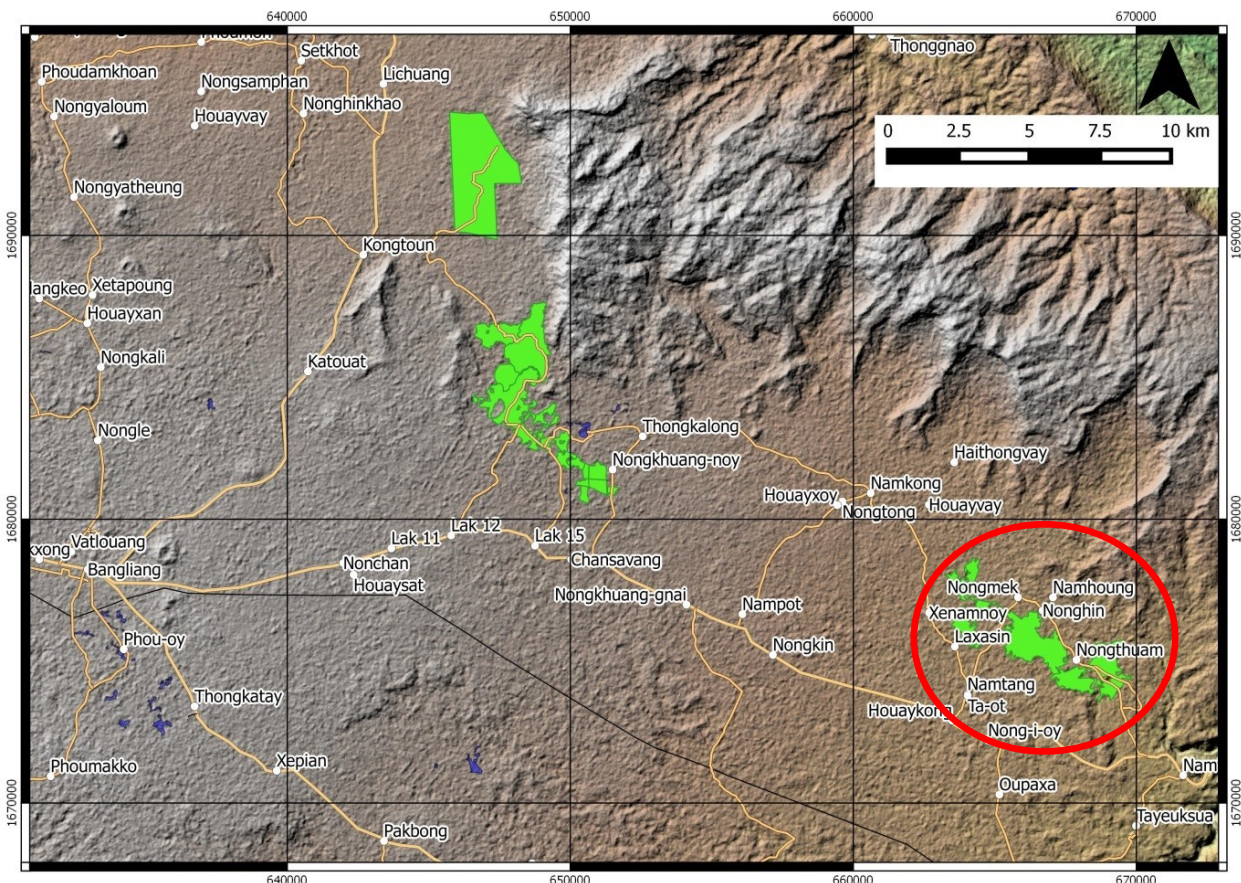 640000
650000
660000
670000
Thonggnao
Setkhot
Phoudamkhoan
Lichuang
Nongsamphan
Nongyaloum
Houayvay
Nonghinkhao
0 2.5 5 7.5 10 km
Nongyatheung
1690000
1690000
Kongtoun
Xetapoung
Houayxan
Nongkali
Katouat
Nongle
Thongkalong
Haithongvay
Nongkhuang-noy
Namkong
Houayxoy
Houayvay
Nongtong
1680000
1680000
Lak 12
Lak 11
Lak 15
Vatlouang
Bangliang
Nonchan
Chansavang
Houaysat
Nongkhuang-gnai
Nampot
Nongmek
Namhoung
Xenamnoy
Nonghin
Phou-oy
Nongkin
Laxasin
Nongthuam
Thongkatay
Namtang
Houaykong
Ta-ot
Nong-i-oy
Phoumakko
Xepian
Nam
Oupaxa
1670000
1670000
Tayeuksua
Pakbong
640000
650000
660000
670000